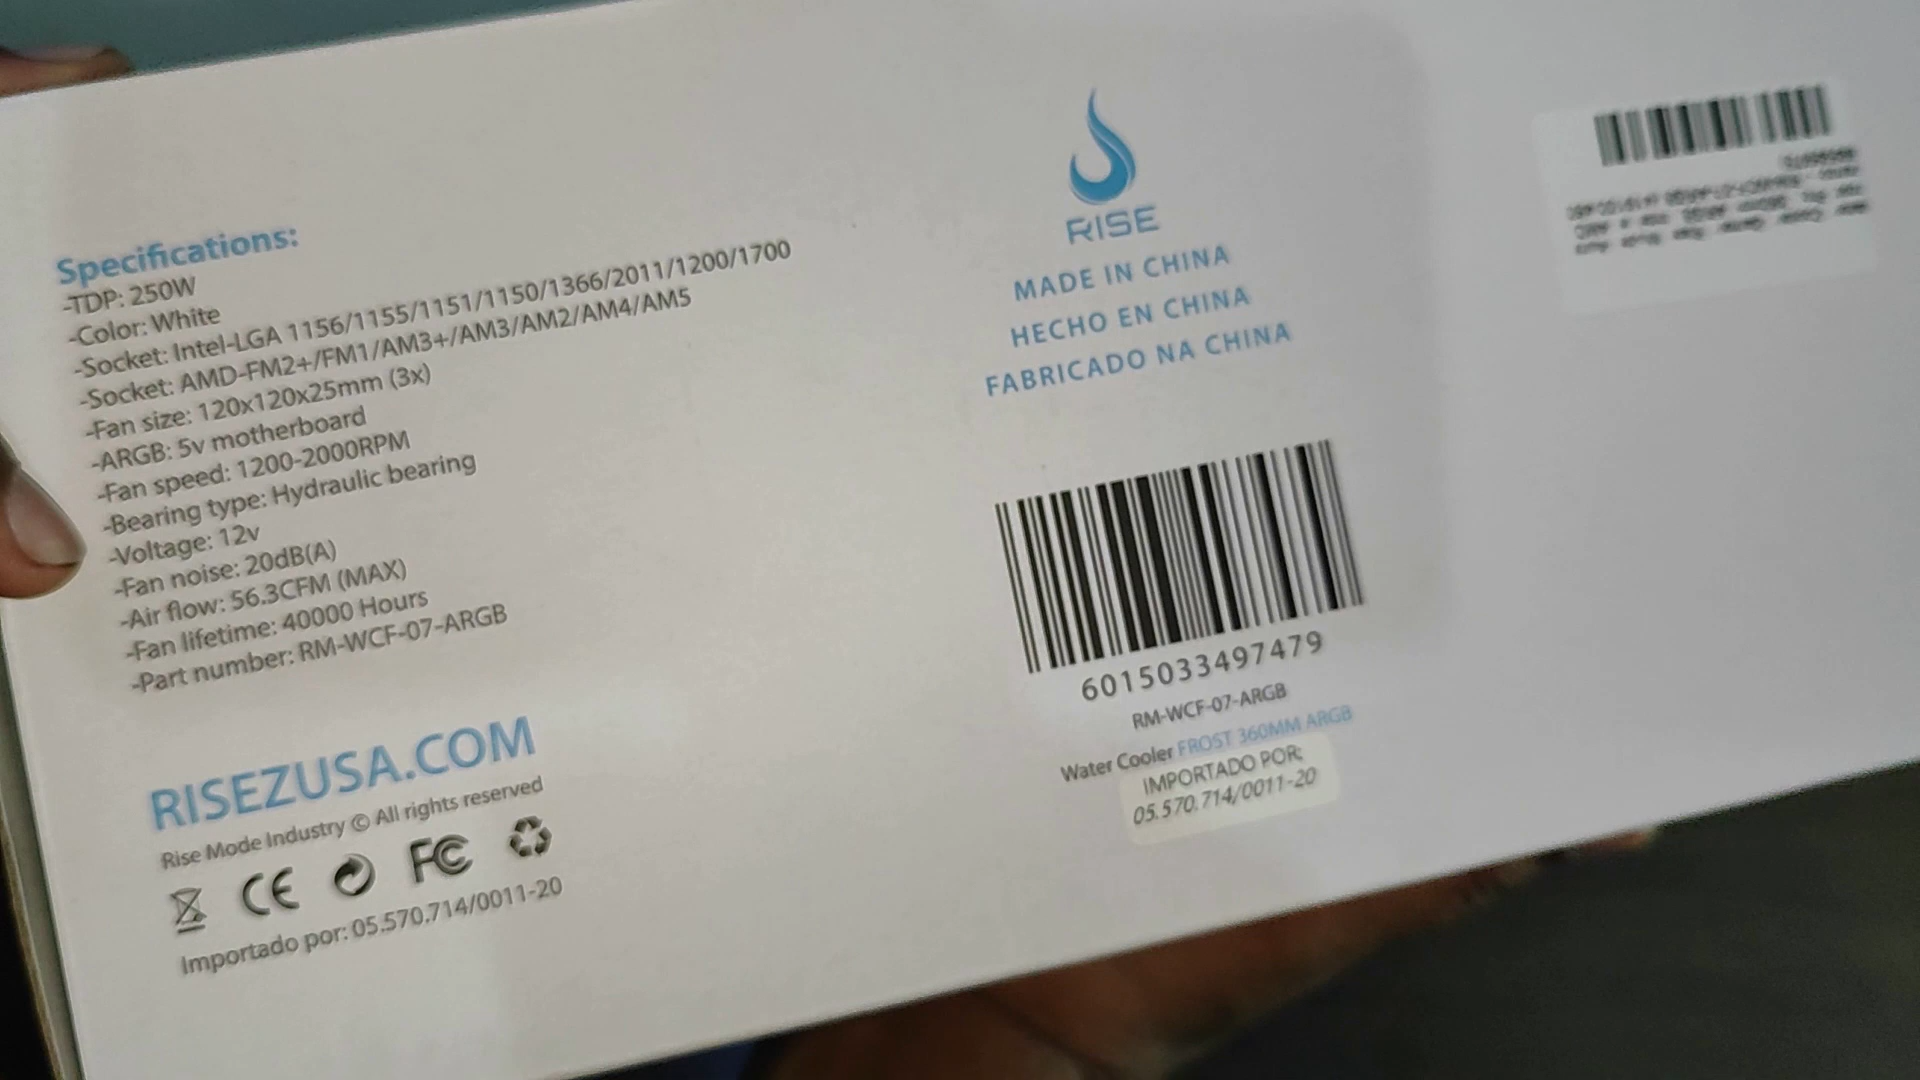 Specifications:
-TDP: 250W
-Color: White
-Socket: Intel-LGA 1156/1155/1151/1150/1366/2011/1200/1700
-Socket: AMD-FM2+/FM1/AM3+/AM3/AM2/AM4/AM5
-Fan size: 120x120x25mm (3x)
-ARGB: 5v motherboard
-Fan speed: 1200-2000RPM
-Bearing type: Hydraulic bearing
-Voltage: 12v
-Fan noise: 20dB(A)
-Air flow: 56.3CFM (MAX)
-Fan lifetime: 40000 Hours
-Part number: RM-WCF-07-ARGB
RISEZUSA.COM
Rise Mode Industry © All rights reserved
CE FC
Importado por: 05.570.714/0011-20
RISE
MADE IN CHINA
HECHO EN CHINA
FABRICADO NA CHINA
6015033497479
RM-WCF-07-ARGB
Water Cooler FROST 360MM ARGB
IMPORTADO POR:
05.570.714/0011-20